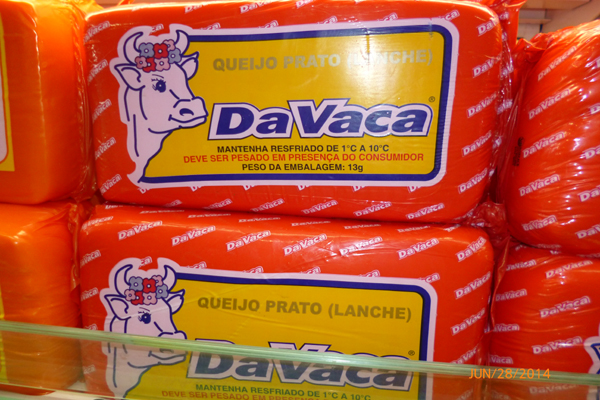 QUEIJO PRATO (LANCHE)
DaVaca®
MANTENHA RESFRIADO DE 1°C A 10°C
DEVE SER PESADO EM PRESENÇA DO CONSUMIDOR
PESO DA EMBALAGEM: 13g
QUEIJO PRATO (LANCHE)
DaVaca
MANTENHA RESFRIADO DE 1°C A 10°C
JUN/28/2014